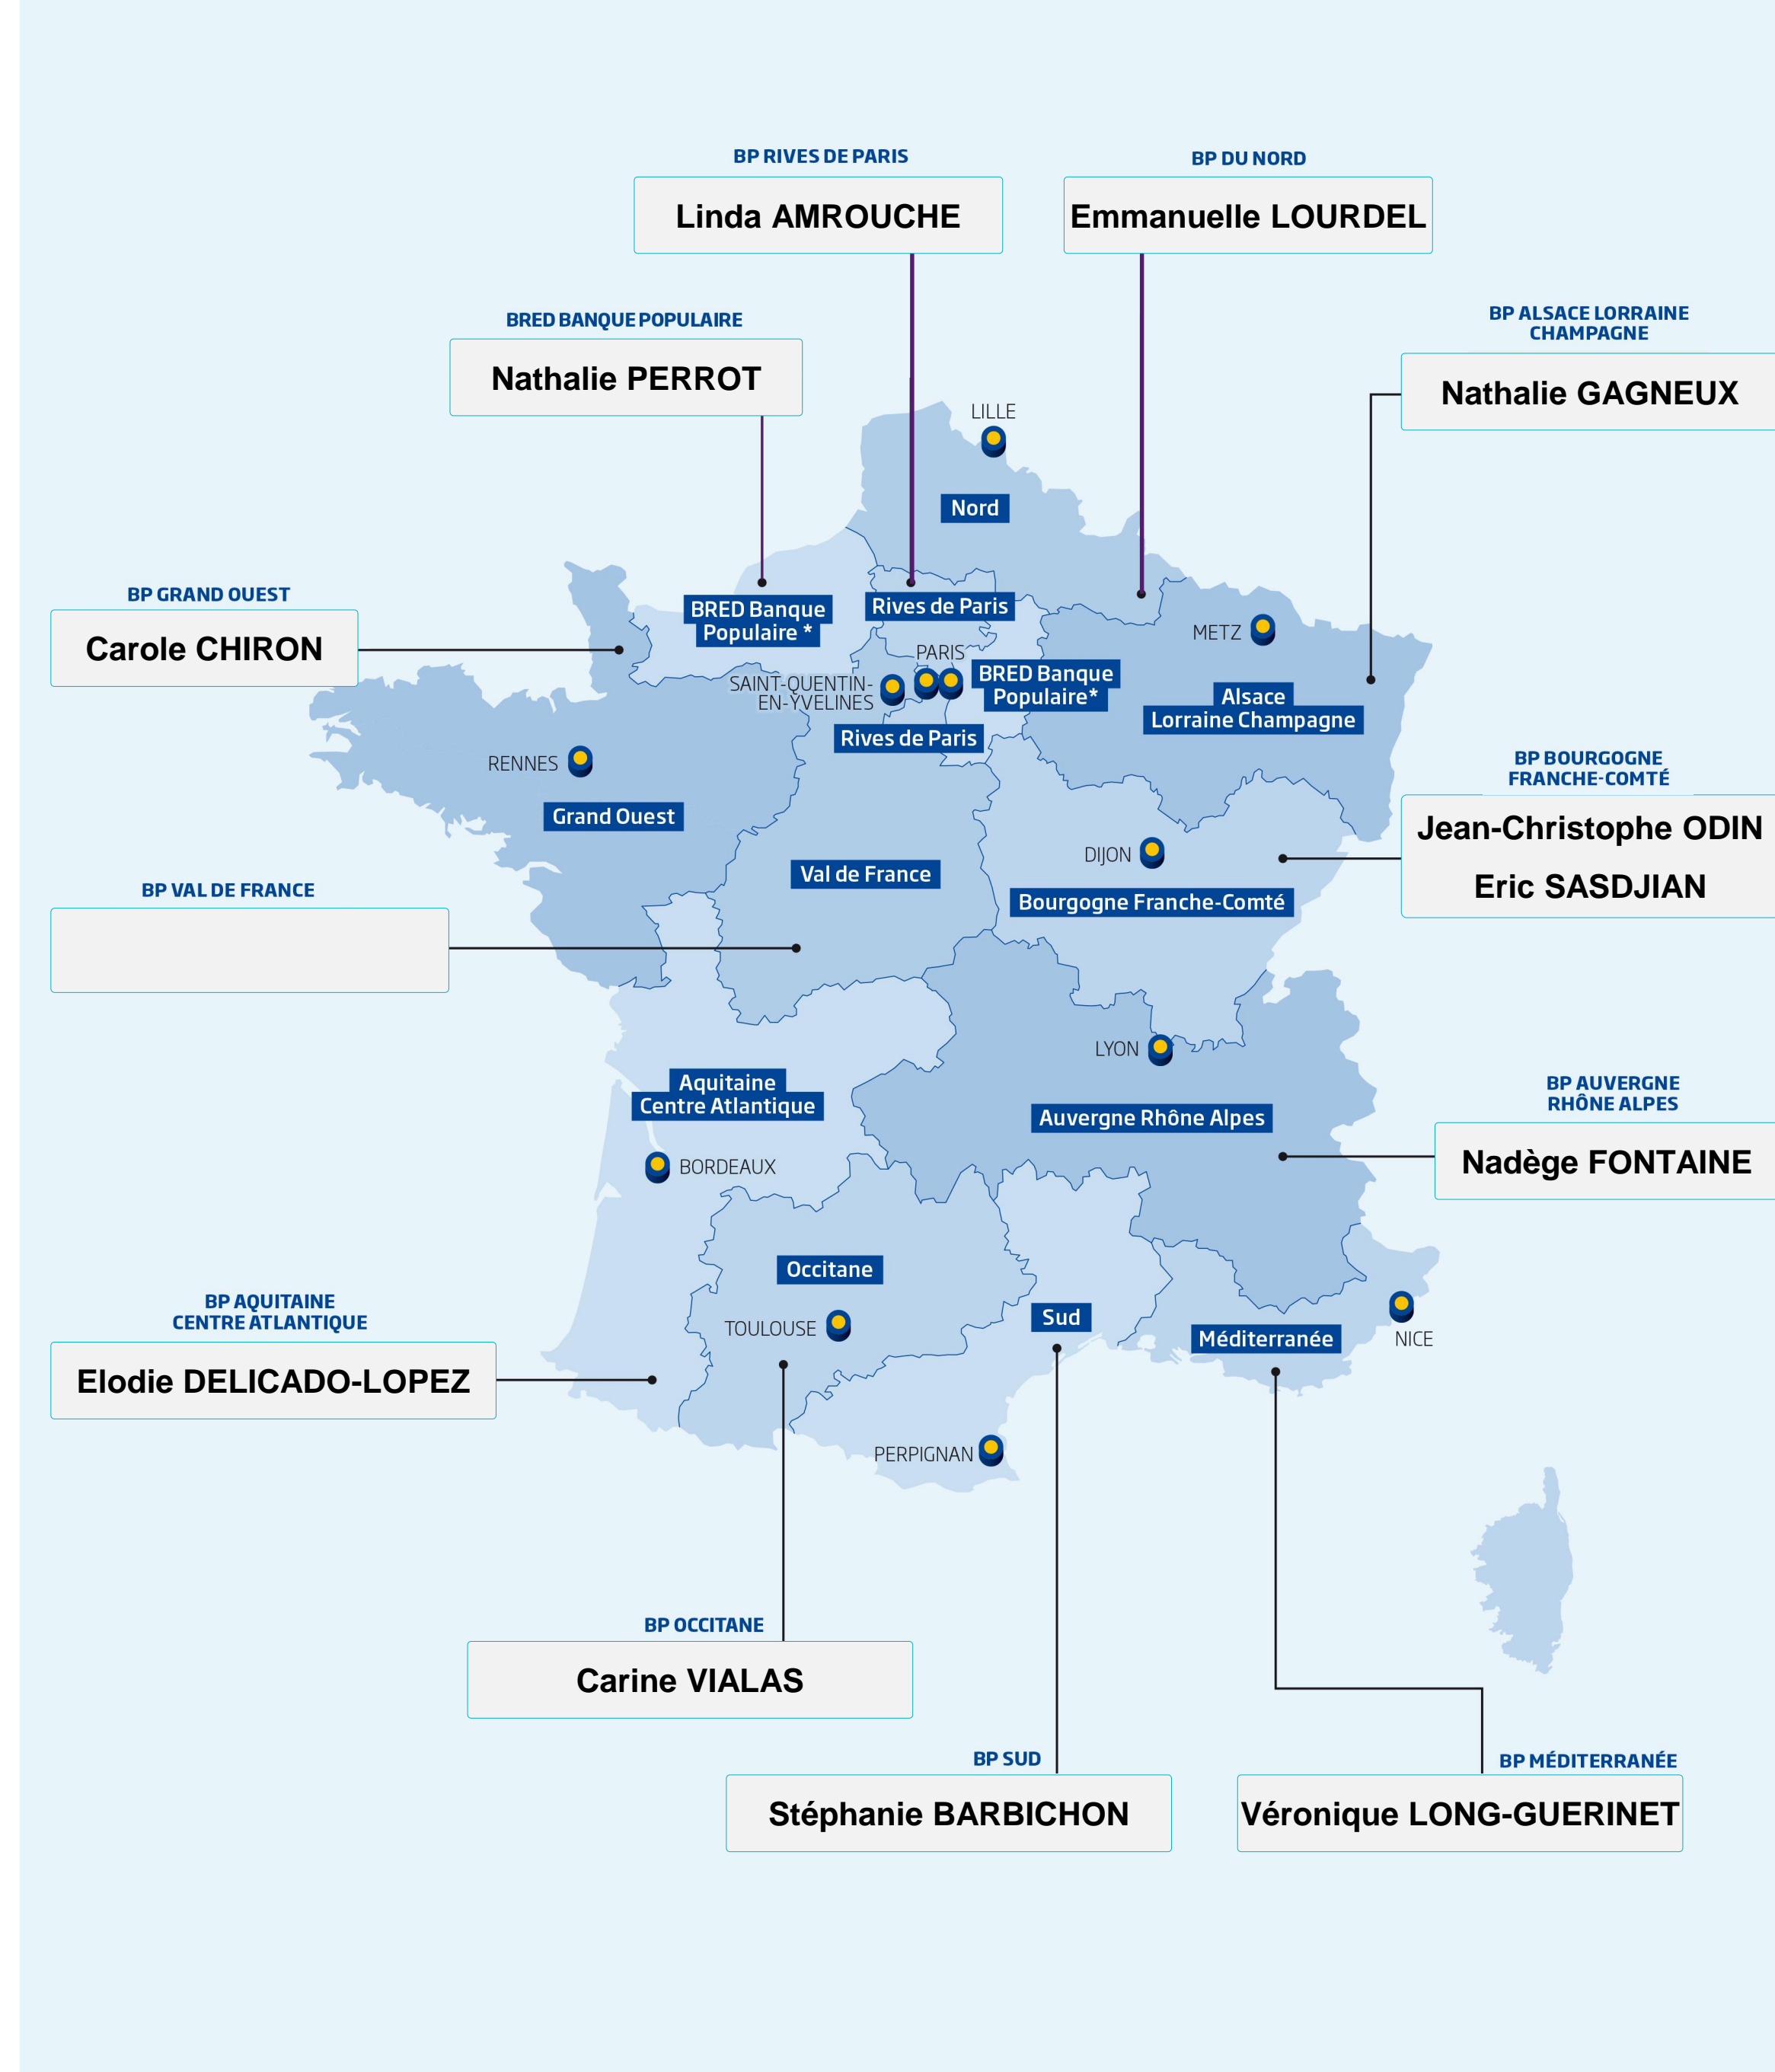 BP RIVES DE PARIS
Linda AMROUCHE
BP DU NORD
Emmanuelle LOURDEL
BRED BANQUE POPULAIRE
Nathalie PERROT
BP ALSACE LORRAINE
CHAMPAGNE
Nathalie GAGNEUX
LILLE
Nord
BP GRAND OUEST
Carole CHIRON
BRED Banque
Populaire *
Rives de Paris
METZ
PARIS
SAINT-QUENTIN-
EN-YVELINES
BRED Banque
Populaire*
Alsace
Lorraine Champagne
Rives de Paris
RENNES
Grand Ouest
BP BOURGOGNE
FRANCHE-COMTÉ
Jean-Christophe ODIN
Eric SASDJIAN
DIJON
Val de France
Bourgogne Franche-Comté
BP VAL DE FRANCE
LYON
Aquitaine
Centre Atlantique
Auvergne Rhône Alpes
BP AUVERGNE
RHÔNE ALPES
Nadège FONTAINE
BORDEAUX
Occitane
TOULOUSE
Sud
Méditerranée
NICE
BP AQUITAINE
CENTRE ATLANTIQUE
Elodie DELICADO-LOPEZ
PERPIGNAN
BP OCCITANE
Carine VIALAS
BP SUD
Stéphanie BARBICHON
BP MÉDITERRANÉE
Véronique LONG-GUERINET